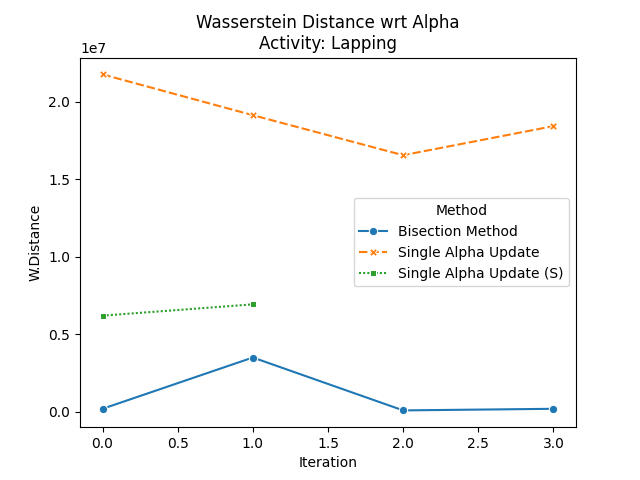 Wasserstein Distance wrt Alpha
Activity: Lapping
1e7
2.0
1.5
1.0
0.5
0.0
W.Distance
Method
Bisection Method
Single Alpha Update
Single Alpha Update (S)
0.0 0.5 1.0 1.5 2.0 2.5 3.0
Iteration